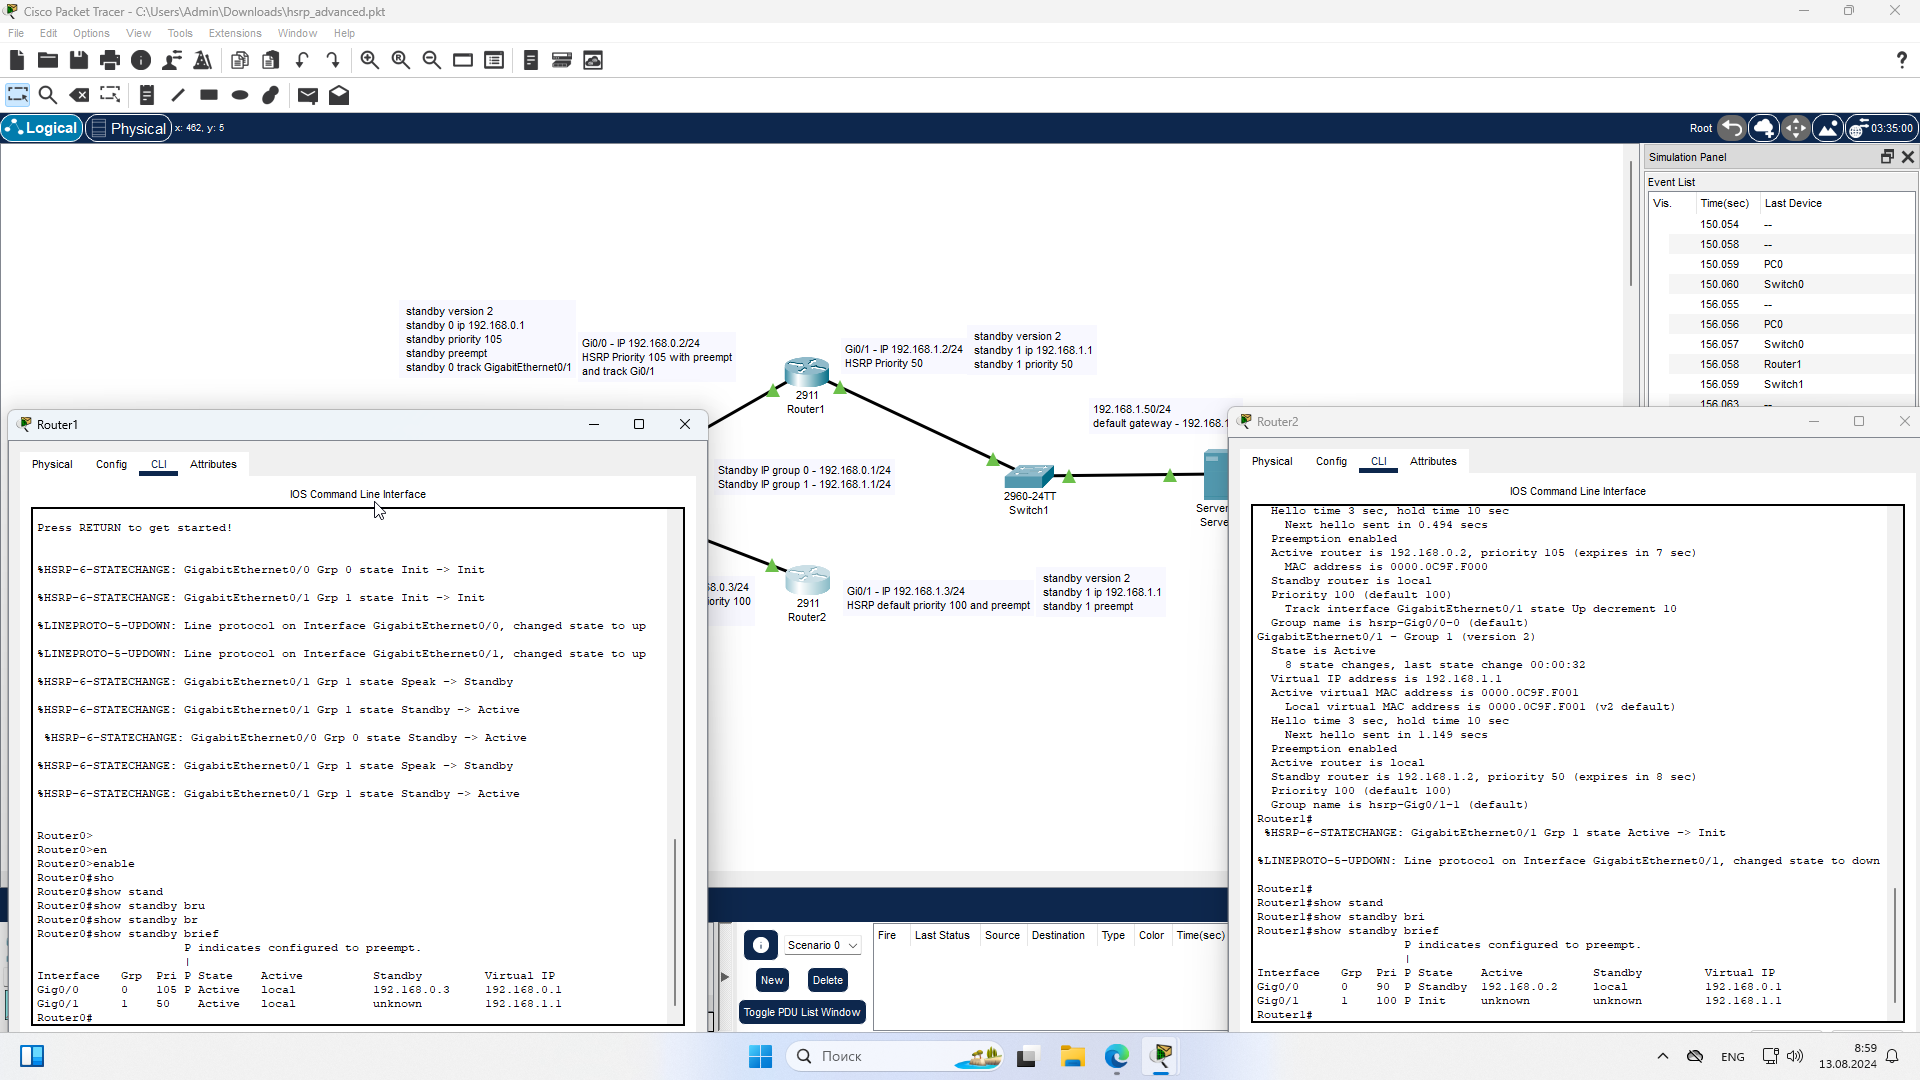 Cisco Packet Tracer - C:\Users\Admin\Downloads\hsrp_advanced.pkt
File Edit Options View Tools Extensions Window Help
Logical Physical x: 462, y: 5
Root 03:35:00
Simulation Panel
Event List
Vis. Time(sec) Last Device
150.054 --
150.058 --
150.059 PC0
150.060 Switch0
156.055 --
156.056 PC0
156.057 Switch0
156.058 Router1
156.059 Switch1
156.063 --
standby version 2
standby 0 ip 192.168.0.1
standby priority 105
standby preempt
standby 0 track GigabitEthernet0/1
Gi0/0 - IP 192.168.0.2/24
HSRP Priority 105 with preempt
and track Gi0/1
2911
Router1
Gi0/1 - IP 192.168.1.2/24
HSRP Priority 50
standby version 2
standby 1 ip 192.168.1.1
standby 1 priority 50
192.168.1.50/24
default gateway - 192.168.1
Standby IP group 0 - 192.168.0.1/24
Standby IP group 1 - 192.168.1.1/24
2960-24TT
Switch1
Server
Serve
8.0.3/24
iority 100
2911
Router2
Gi0/1 - IP 192.168.1.3/24
HSRP default priority 100 and preempt
standby version 2
standby 1 ip 192.168.1.1
standby 1 preempt
Router1
Physical Config CLI Attributes
IOS Command Line Interface
Press RETURN to get started!
%HSRP-6-STATECHANGE: GigabitEthernet0/0 Grp 0 state Init -> Init
%HSRP-6-STATECHANGE: GigabitEthernet0/1 Grp 1 state Init -> Init
%LINEPROTO-5-UPDOWN: Line protocol on Interface GigabitEthernet0/0, changed state to up
%LINEPROTO-5-UPDOWN: Line protocol on Interface GigabitEthernet0/1, changed state to up
%HSRP-6-STATECHANGE: GigabitEthernet0/1 Grp 1 state Speak -> Standby
%HSRP-6-STATECHANGE: GigabitEthernet0/1 Grp 1 state Standby -> Active
%HSRP-6-STATECHANGE: GigabitEthernet0/0 Grp 0 state Standby -> Active
%HSRP-6-STATECHANGE: GigabitEthernet0/1 Grp 1 state Speak -> Standby
%HSRP-6-STATECHANGE: GigabitEthernet0/1 Grp 1 state Standby -> Active
Router0>
Router0>en
Router0>enable
Router0#sho
Router0#show stand
Router0#show standby bru
Router0#show standby br
Router0#show standby brief
P indicates configured to preempt.
|
Interface Grp Pri P State Active Standby Virtual IP
Gig0/0 0 105 P Active local 192.168.0.3 192.168.0.1
Gig0/1 1 50 Active local unknown 192.168.1.1
Router0#
Router2
Physical Config CLI Attributes
IOS Command Line Interface
Hello time 3 sec, hold time 10 sec
Next hello sent in 0.494 secs
Preemption enabled
Active router is 192.168.0.2, priority 105 (expires in 7 sec)
MAC address is 0000.0C9F.F000
Standby router is local
Priority 100 (default 100)
Track interface GigabitEthernet0/1 state Up decrement 10
Group name is hsrp-Gig0/0-0 (default)
GigabitEthernet0/1 - Group 1 (version 2)
State is Active
8 state changes, last state change 00:00:32
Virtual IP address is 192.168.1.1
Active virtual MAC address is 0000.0C9F.F001
Local virtual MAC address is 0000.0C9F.F001 (v2 default)
Hello time 3 sec, hold time 10 sec
Next hello sent in 1.149 secs
Preemption enabled
Active router is local
Standby router is 192.168.1.2, priority 50 (expires in 8 sec)
Priority 100 (default 100)
Group name is hsrp-Gig0/1-1 (default)
Router1#
%HSRP-6-STATECHANGE: GigabitEthernet0/1 Grp 1 state Active -> Init
%LINEPROTO-5-UPDOWN: Line protocol on Interface GigabitEthernet0/1, changed state to down
Router1#
Router1#show stand
Router1#show standby bri
Router1#show standby brief
P indicates configured to preempt.
|
Interface Grp Pri P State Active Standby Virtual IP
Gig0/0 0 90 P Standby 192.168.0.2 local 192.168.0.1
Gig0/1 1 100 P Init unknown unknown 192.168.1.1
Router1#
Scenario 0
New Delete
Toggle PDU List Window
Fire Last Status Source Destination Type Color Time(sec)
Поиск
ENG
8:59
13.08.2024